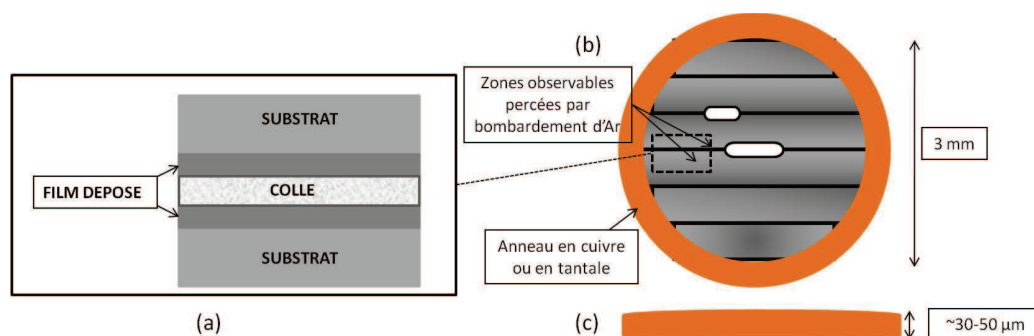 (b)
Zones observables
percées par
bombardement d'Ar
SUBSTRAT
FILM DEPOSE
COLLE
SUBSTRAT
3 mm
Anneau en cuivre
ou en tantale
(a)
(c)
~30-50 µm